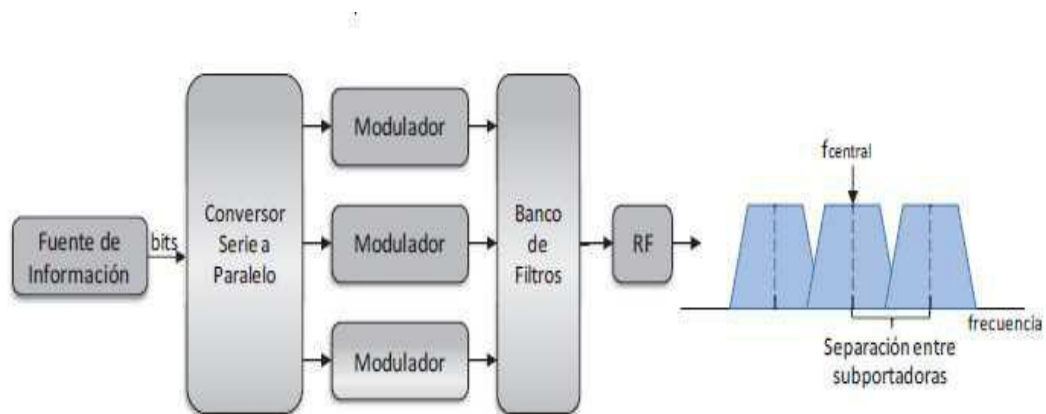 Fuente de
Información
bits
Conversor
Serie a
Paralelo
Modulador
Modulador
Modulador
Banco
de
Filtros
RF
fcentral
frecuencia
Separación entre
subportadoras